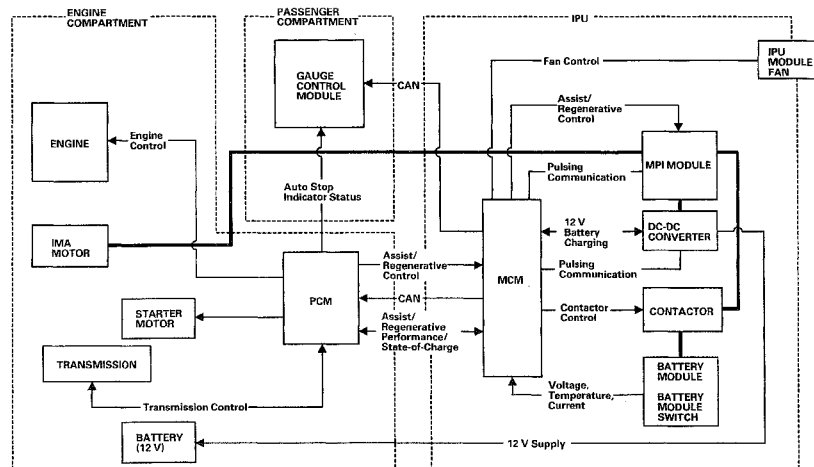 ENGINE
COMPARTMENT
PASSENGER
COMPARTMENT
IPU
GAUGE
CONTROL
MODULE
CAN
Fan Control
IPU
MODULE
FAN
ENGINE
Engine
Control
Assist/
Regenerative
Control
MPI MODULE
Pulsing
Communication
Auto Stop
Indicator Status
IMA
MOTOR
12 V
Battery
Charging
DC-DC
CONVERTER
Assist/
Regenerative
Control
MCM
Pulsing
Communication
PCM
CAN
STARTER
MOTOR
Assist/
Regenerative
Performance/
State-of-Charge
Contactor
Control
CONTACTOR
TRANSMISSION
Transmission Control
Voltage,
Temperature,
Current
BATTERY
MODULE
BATTERY
MODULE
SWITCH
BATTERY
(12 V)
12 V Supply